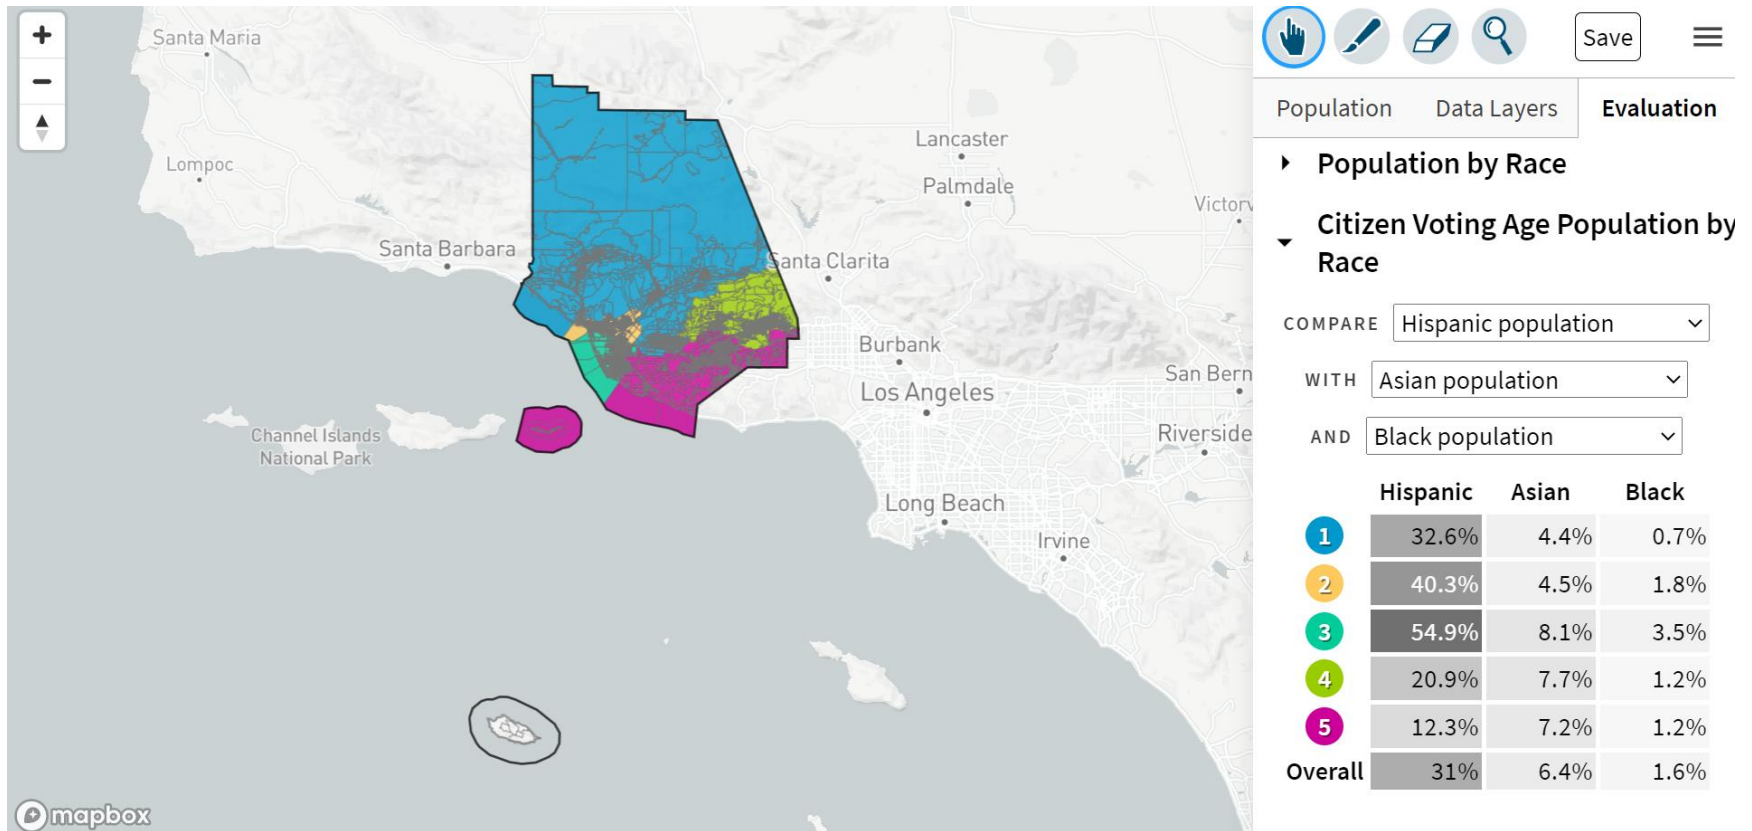 +
−
Santa Maria
Lompoc
Santa Barbara
Lancaster
Palmdale
Victorv
Santa Clarita
Burbank
Los Angeles
San Bern
Riverside
Channel Islands
National Park
Long Beach
Irvine
mapbox
Save
Population
Data Layers
Evaluation
Population by Race
Citizen Voting Age Population by
Race
COMPARE Hispanic population
WITH Asian population
AND Black population
Hispanic Asian Black
1 32.6% 4.4% 0.7%
2 40.3% 4.5% 1.8%
3 54.9% 8.1% 3.5%
4 20.9% 7.7% 1.2%
5 12.3% 7.2% 1.2%
Overall 31% 6.4% 1.6%